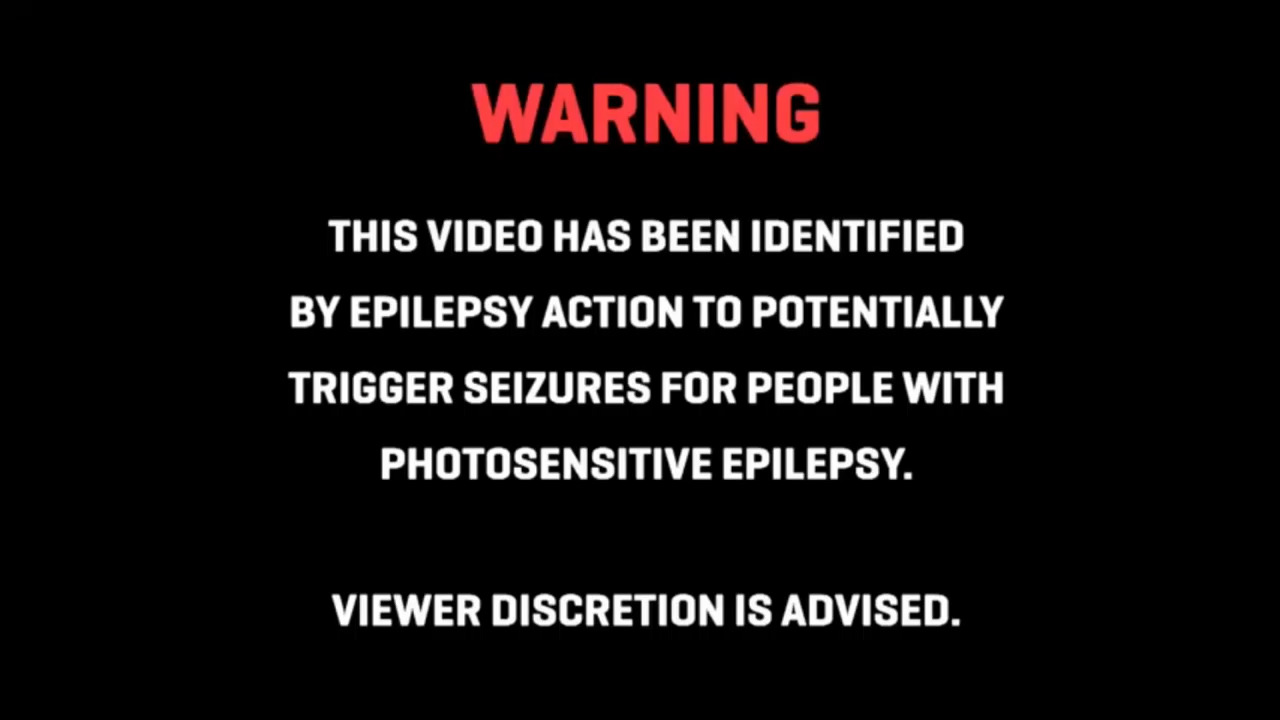 WARNING
THIS VIDEO HAS BEEN IDENTIFIED
BY EPILEPSY ACTION TO POTENTIALLY
TRIGGER SEIZURES FOR PEOPLE WITH
PHOTOSENSITIVE EPILEPSY.
VIEWER DISCRETION IS ADVISED.